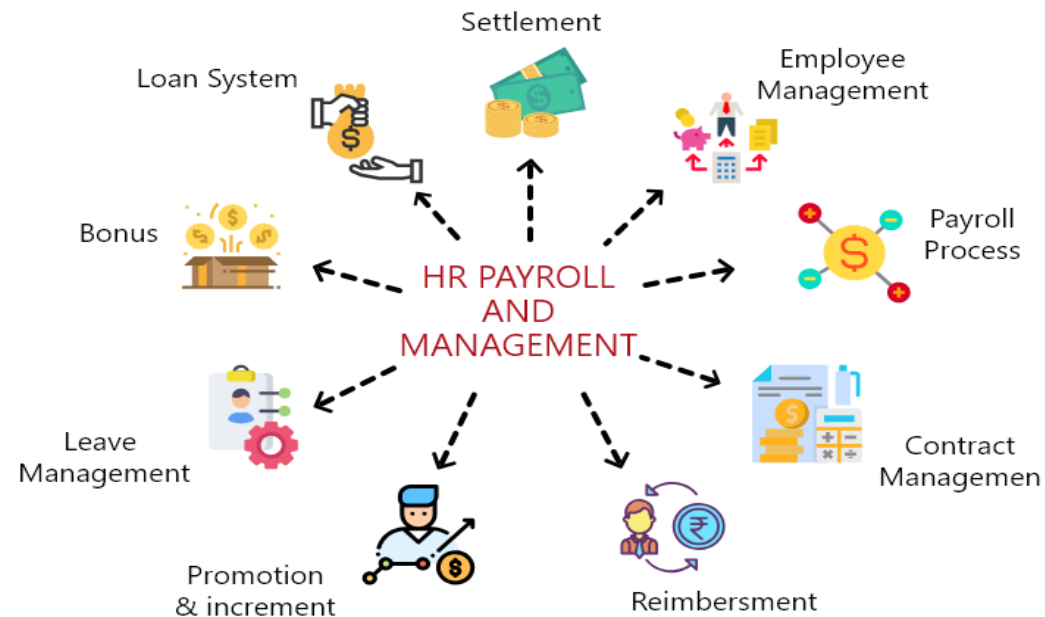 Settlement
Loan System
Employee
Management
Bonus
Payroll
Process
HR PAYROLL
AND
MANAGEMENT
Leave
Management
Contract
Managemen
Promotion
& increment
Reimbersment